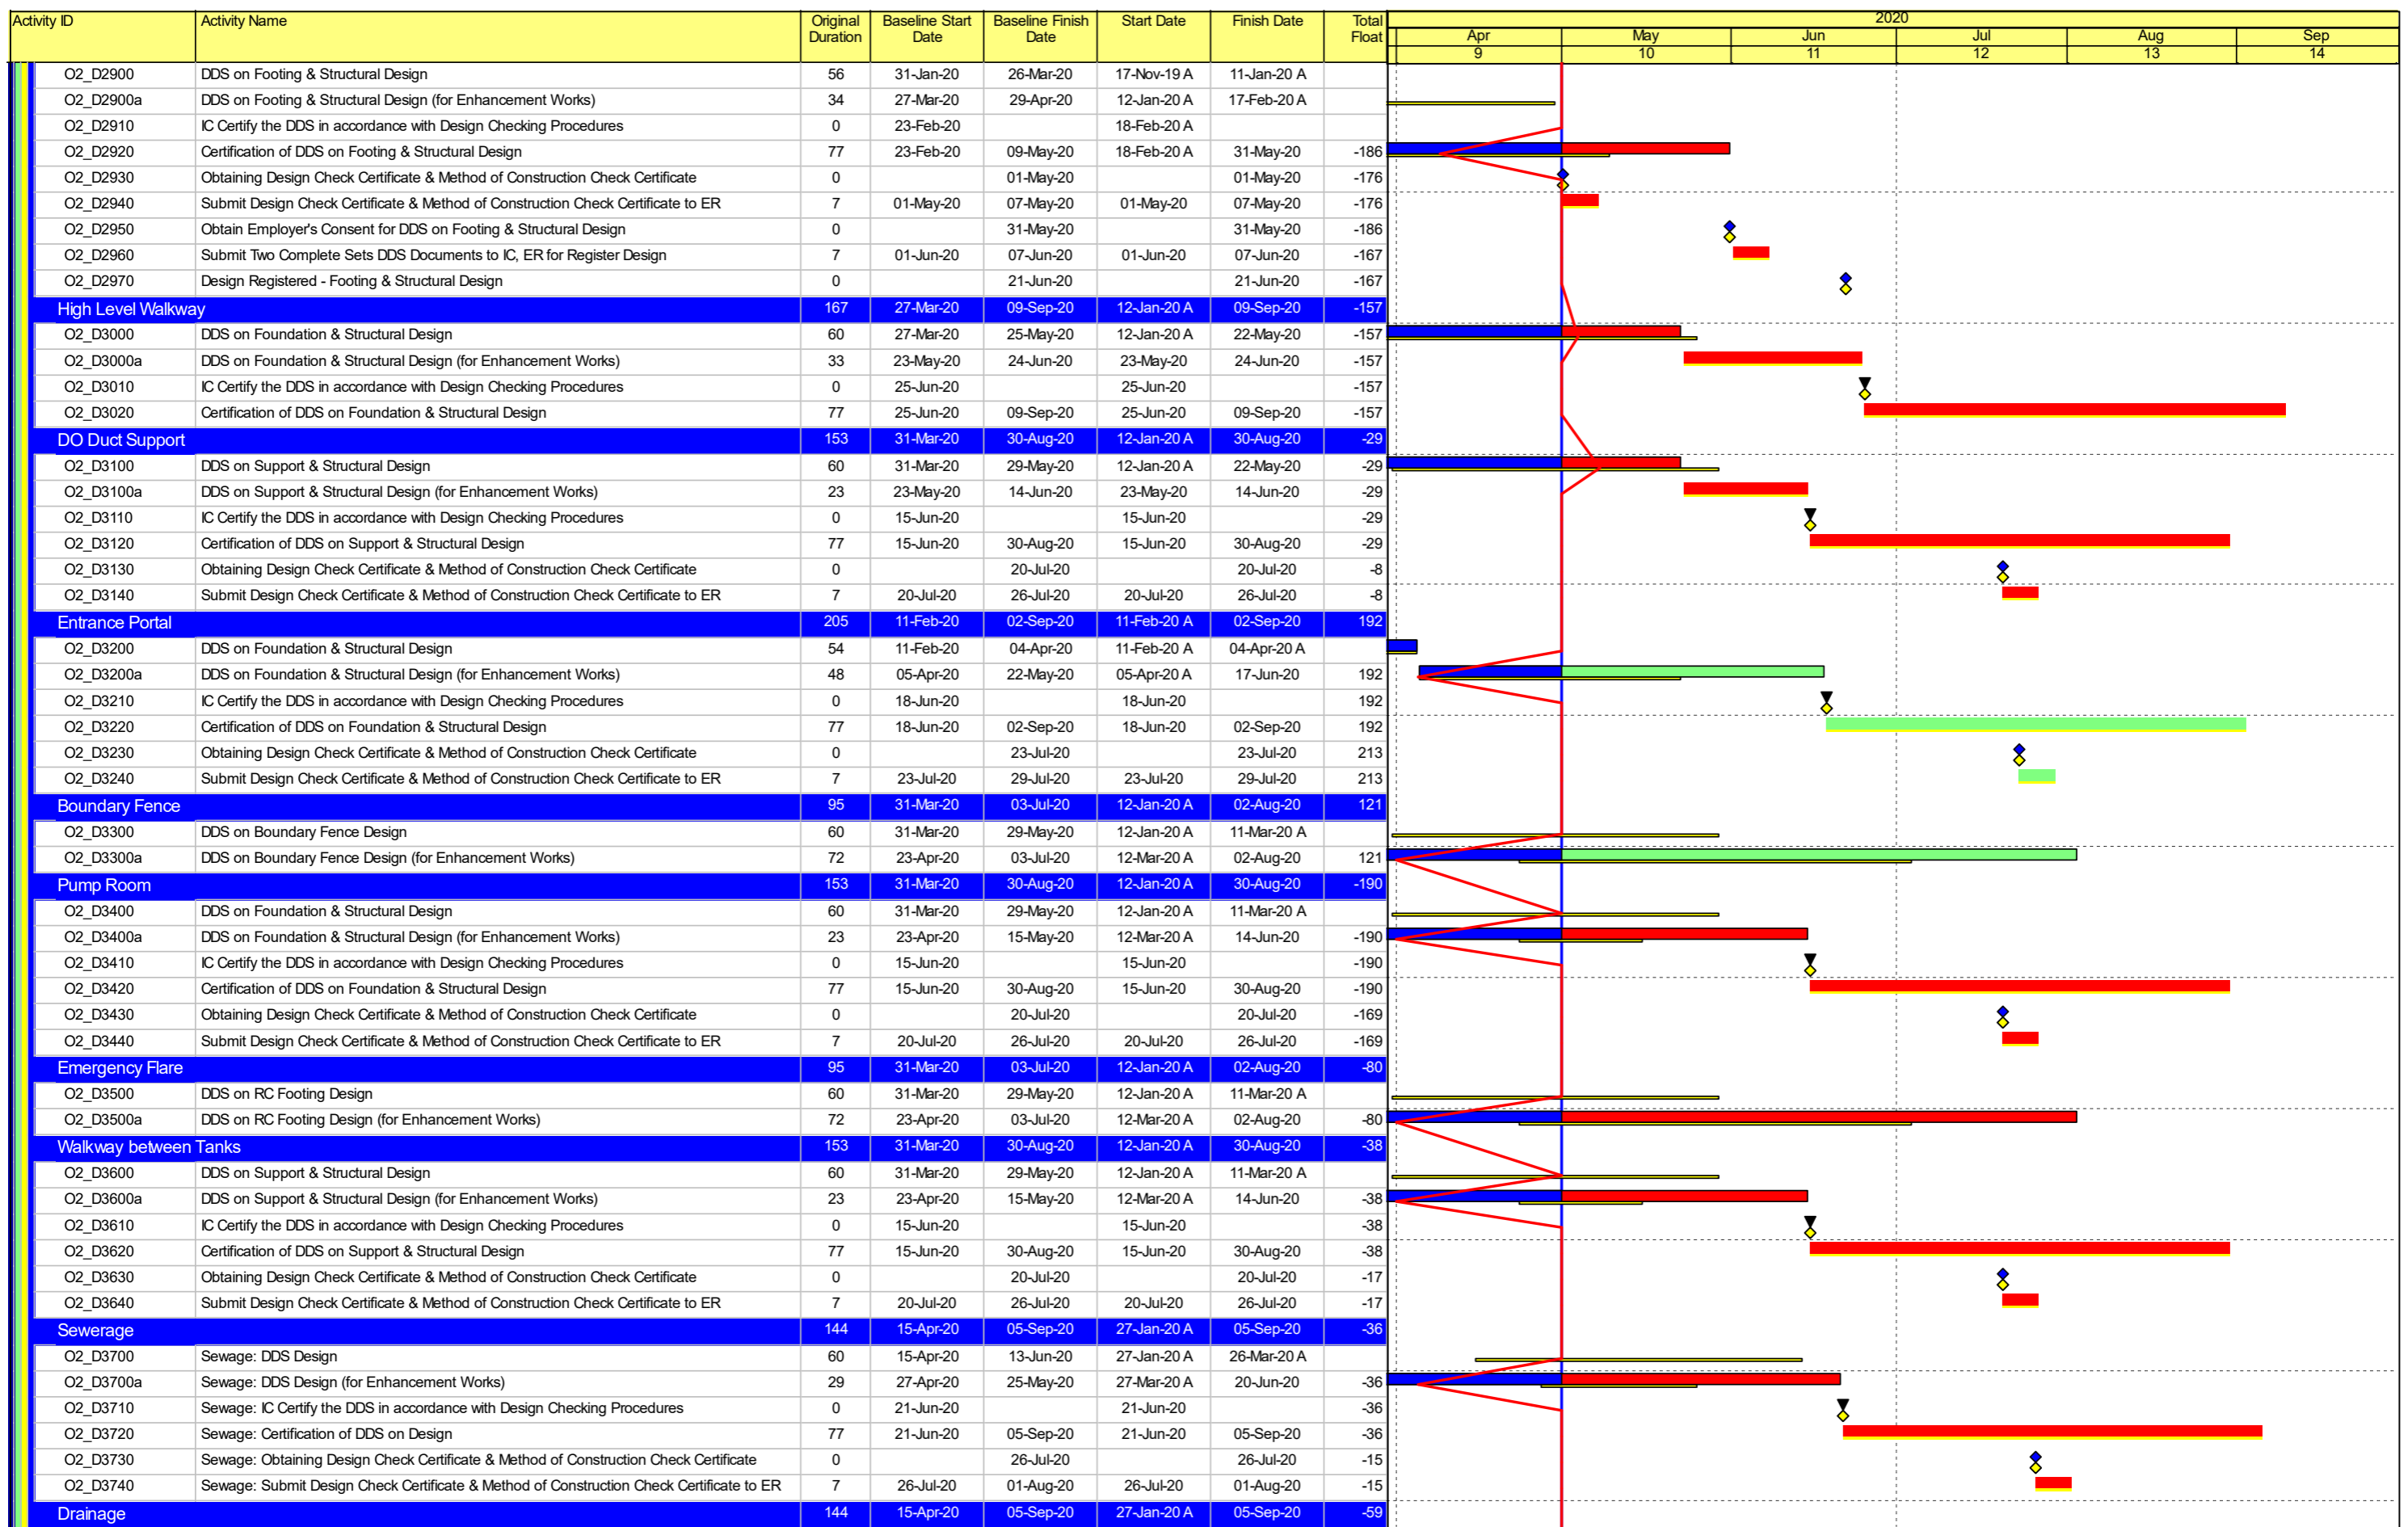 Activity ID Activity Name Original Duration Baseline Start Date Baseline Finish Date Start Date Finish Date Total Float 2020
Apr May Jun Jul Aug Sep
9 10 11 12 13 14
O2_D2900 DDS on Footing & Structural Design 56 31-Jan-20 26-Mar-20 17-Nov-19 A 11-Jan-20 A
O2_D2900a DDS on Footing & Structural Design (for Enhancement Works) 34 27-Mar-20 29-Apr-20 12-Jan-20 A 17-Feb-20 A
O2_D2910 IC Certify the DDS in accordance with Design Checking Procedures 0 23-Feb-20 18-Feb-20 A
O2_D2920 Certification of DDS on Footing & Structural Design 77 23-Feb-20 09-May-20 18-Feb-20 A 31-May-20 -186
O2_D2930 Obtaining Design Check Certificate & Method of Construction Check Certificate 0 01-May-20 01-May-20 -176
O2_D2940 Submit Design Check Certificate & Method of Construction Check Certificate to ER 7 01-May-20 07-May-20 01-May-20 07-May-20 -176
O2_D2950 Obtain Employer's Consent for DDS on Footing & Structural Design 0 31-May-20 31-May-20 -186
O2_D2960 Submit Two Complete Sets DDS Documents to IC, ER for Register Design 7 01-Jun-20 07-Jun-20 01-Jun-20 07-Jun-20 -167
O2_D2970 Design Registered - Footing & Structural Design 0 21-Jun-20 21-Jun-20 -167
High Level Walkway 167 27-Mar-20 09-Sep-20 12-Jan-20 A 09-Sep-20 -157
O2_D3000 DDS on Foundation & Structural Design 60 27-Mar-20 25-May-20 12-Jan-20 A 22-May-20 -157
O2_D3000a DDS on Foundation & Structural Design (for Enhancement Works) 33 23-May-20 24-Jun-20 23-May-20 24-Jun-20 -157
O2_D3010 IC Certify the DDS in accordance with Design Checking Procedures 0 25-Jun-20 25-Jun-20 -157
O2_D3020 Certification of DDS on Foundation & Structural Design 77 25-Jun-20 09-Sep-20 25-Jun-20 09-Sep-20 -157
DO Duct Support 153 31-Mar-20 30-Aug-20 12-Jan-20 A 30-Aug-20 -29
O2_D3100 DDS on Support & Structural Design 60 31-Mar-20 29-May-20 12-Jan-20 A 22-May-20 -29
O2_D3100a DDS on Support & Structural Design (for Enhancement Works) 23 23-May-20 14-Jun-20 23-May-20 14-Jun-20 -29
O2_D3110 IC Certify the DDS in accordance with Design Checking Procedures 0 15-Jun-20 15-Jun-20 -29
O2_D3120 Certification of DDS on Support & Structural Design 77 15-Jun-20 30-Aug-20 15-Jun-20 30-Aug-20 -29
O2_D3130 Obtaining Design Check Certificate & Method of Construction Check Certificate 0 20-Jul-20 20-Jul-20 -8
O2_D3140 Submit Design Check Certificate & Method of Construction Check Certificate to ER 7 20-Jul-20 26-Jul-20 20-Jul-20 26-Jul-20 -8
Entrance Portal 205 11-Feb-20 02-Sep-20 11-Feb-20 A 02-Sep-20 192
O2_D3200 DDS on Foundation & Structural Design 54 11-Feb-20 04-Apr-20 11-Feb-20 A 04-Apr-20 A
O2_D3200a DDS on Foundation & Structural Design (for Enhancement Works) 48 05-Apr-20 22-May-20 05-Apr-20 A 17-Jun-20 192
O2_D3210 IC Certify the DDS in accordance with Design Checking Procedures 0 18-Jun-20 18-Jun-20 192
O2_D3220 Certification of DDS on Foundation & Structural Design 77 18-Jun-20 02-Sep-20 18-Jun-20 02-Sep-20 192
O2_D3230 Obtaining Design Check Certificate & Method of Construction Check Certificate 0 23-Jul-20 23-Jul-20 213
O2_D3240 Submit Design Check Certificate & Method of Construction Check Certificate to ER 7 23-Jul-20 29-Jul-20 23-Jul-20 29-Jul-20 213
Boundary Fence 95 31-Mar-20 03-Jul-20 12-Jan-20 A 02-Aug-20 121
O2_D3300 DDS on Boundary Fence Design 60 31-Mar-20 29-May-20 12-Jan-20 A 11-Mar-20 A
O2_D3300a DDS on Boundary Fence Design (for Enhancement Works) 72 23-Apr-20 03-Jul-20 12-Mar-20 A 02-Aug-20 121
Pump Room 153 31-Mar-20 30-Aug-20 12-Jan-20 A 30-Aug-20 -190
O2_D3400 DDS on Foundation & Structural Design 60 31-Mar-20 29-May-20 12-Jan-20 A 11-Mar-20 A
O2_D3400a DDS on Foundation & Structural Design (for Enhancement Works) 23 23-Apr-20 15-May-20 12-Mar-20 A 14-Jun-20 -190
O2_D3410 IC Certify the DDS in accordance with Design Checking Procedures 0 15-Jun-20 15-Jun-20 -190
O2_D3420 Certification of DDS on Foundation & Structural Design 77 15-Jun-20 30-Aug-20 15-Jun-20 30-Aug-20 -190
O2_D3430 Obtaining Design Check Certificate & Method of Construction Check Certificate 0 20-Jul-20 20-Jul-20 -169
O2_D3440 Submit Design Check Certificate & Method of Construction Check Certificate to ER 7 20-Jul-20 26-Jul-20 20-Jul-20 26-Jul-20 -169
Emergency Flare 95 31-Mar-20 03-Jul-20 12-Jan-20 A 02-Aug-20 -80
O2_D3500 DDS on RC Footing Design 60 31-Mar-20 29-May-20 12-Jan-20 A 11-Mar-20 A
O2_D3500a DDS on RC Footing Design (for Enhancement Works) 72 23-Apr-20 03-Jul-20 12-Mar-20 A 02-Aug-20 -80
Walkway between Tanks 153 31-Mar-20 30-Aug-20 12-Jan-20 A 30-Aug-20 -38
O2_D3600 DDS on Support & Structural Design 60 31-Mar-20 29-May-20 12-Jan-20 A 11-Mar-20 A
O2_D3600a DDS on Support & Structural Design (for Enhancement Works) 23 23-Apr-20 15-May-20 12-Mar-20 A 14-Jun-20 -38
O2_D3610 IC Certify the DDS in accordance with Design Checking Procedures 0 15-Jun-20 15-Jun-20 -38
O2_D3620 Certification of DDS on Support & Structural Design 77 15-Jun-20 30-Aug-20 15-Jun-20 30-Aug-20 -38
O2_D3630 Obtaining Design Check Certificate & Method of Construction Check Certificate 0 20-Jul-20 20-Jul-20 -17
O2_D3640 Submit Design Check Certificate & Method of Construction Check Certificate to ER 7 20-Jul-20 26-Jul-20 20-Jul-20 26-Jul-20 -17
Sewerage 144 15-Apr-20 05-Sep-20 27-Jan-20 A 05-Sep-20 -36
O2_D3700 Sewage: DDS Design 60 15-Apr-20 13-Jun-20 27-Jan-20 A 26-Mar-20 A
O2_D3700a Sewage: DDS Design (for Enhancement Works) 29 27-Apr-20 25-May-20 27-Mar-20 A 20-Jun-20 -36
O2_D3710 Sewage: IC Certify the DDS in accordance with Design Checking Procedures 0 21-Jun-20 21-Jun-20 -36
O2_D3720 Sewage: Certification of DDS on Design 77 21-Jun-20 05-Sep-20 21-Jun-20 05-Sep-20 -36
O2_D3730 Sewage: Obtaining Design Check Certificate & Method of Construction Check Certificate 0 26-Jul-20 26-Jul-20 -15
O2_D3740 Sewage: Submit Design Check Certificate & Method of Construction Check Certificate to ER 7 26-Jul-20 01-Aug-20 26-Jul-20 01-Aug-20 -15
Drainage 144 15-Apr-20 05-Sep-20 27-Jan-20 A 05-Sep-20 -59